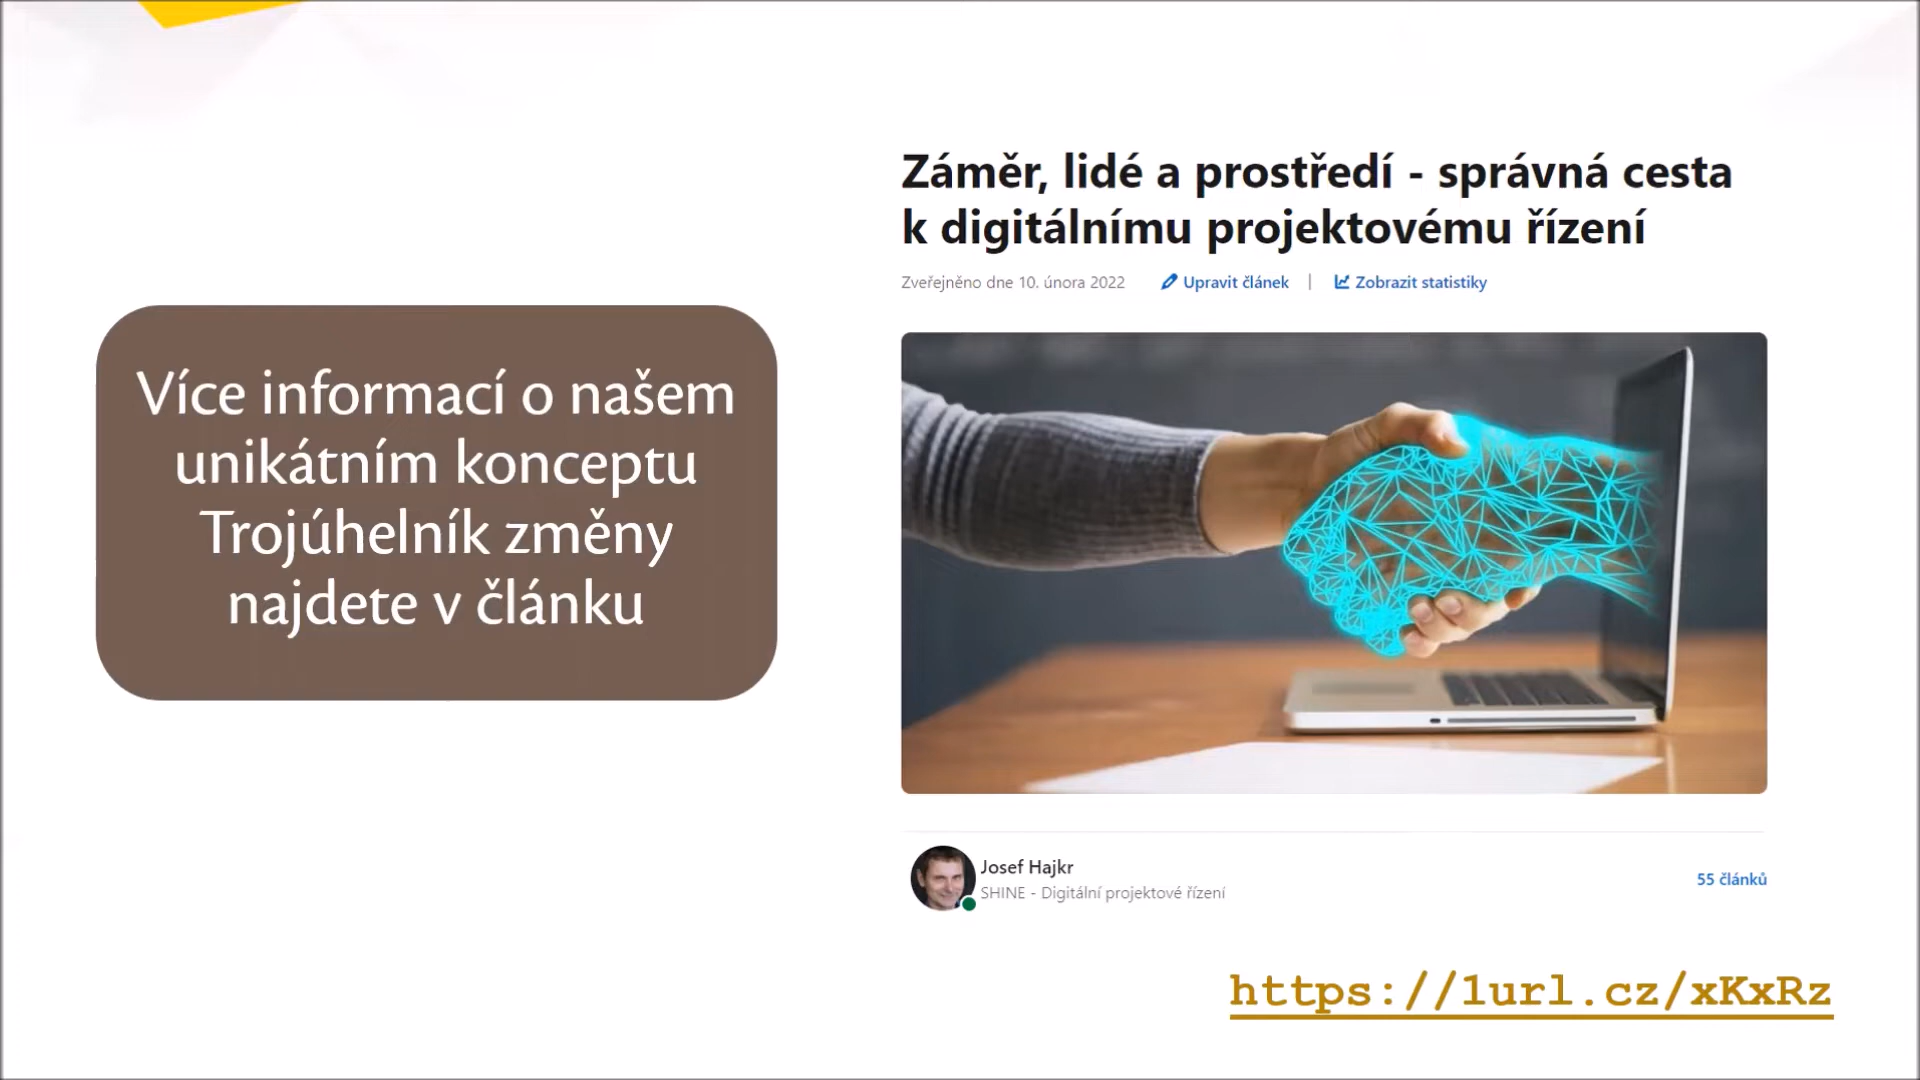 Více informací o našem
unikátním konceptu
Trojúhelník změny
najdete v článku
Záměr, lidé a prostředí - správná cesta
k digitálnímu projektovému řízení
Zveřejněno dne 10. února 2022 Upravit článek | Zobrazit statistiky
Josef Hajkr
SHINE - Digitální projektové řízení
55 článků
https://1url.cz/xKxRz